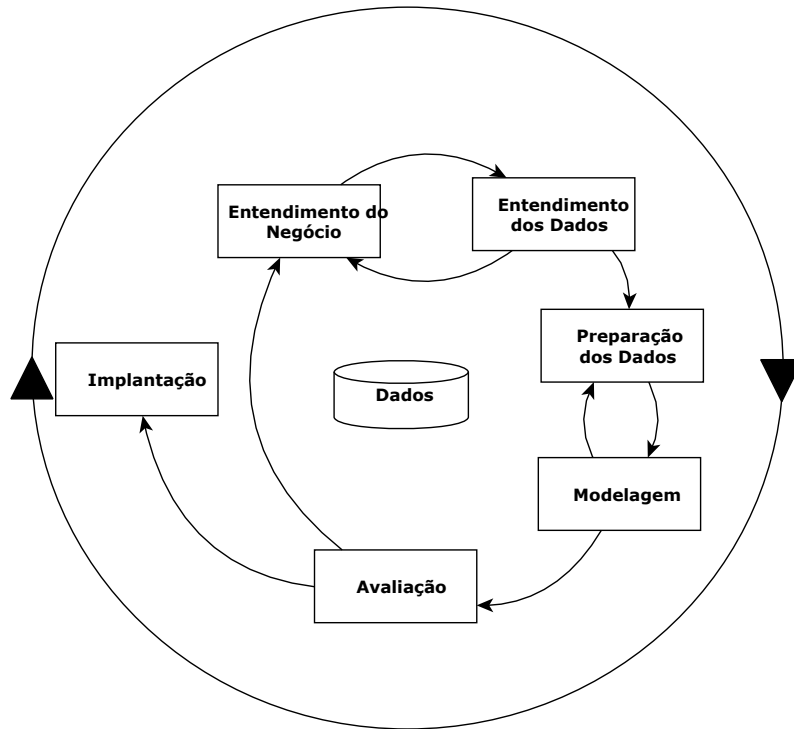 Entendimento do
Negócio
Entendimento
dos Dados
Preparação
dos Dados
Implantação
Dados
Modelagem
Avaliação